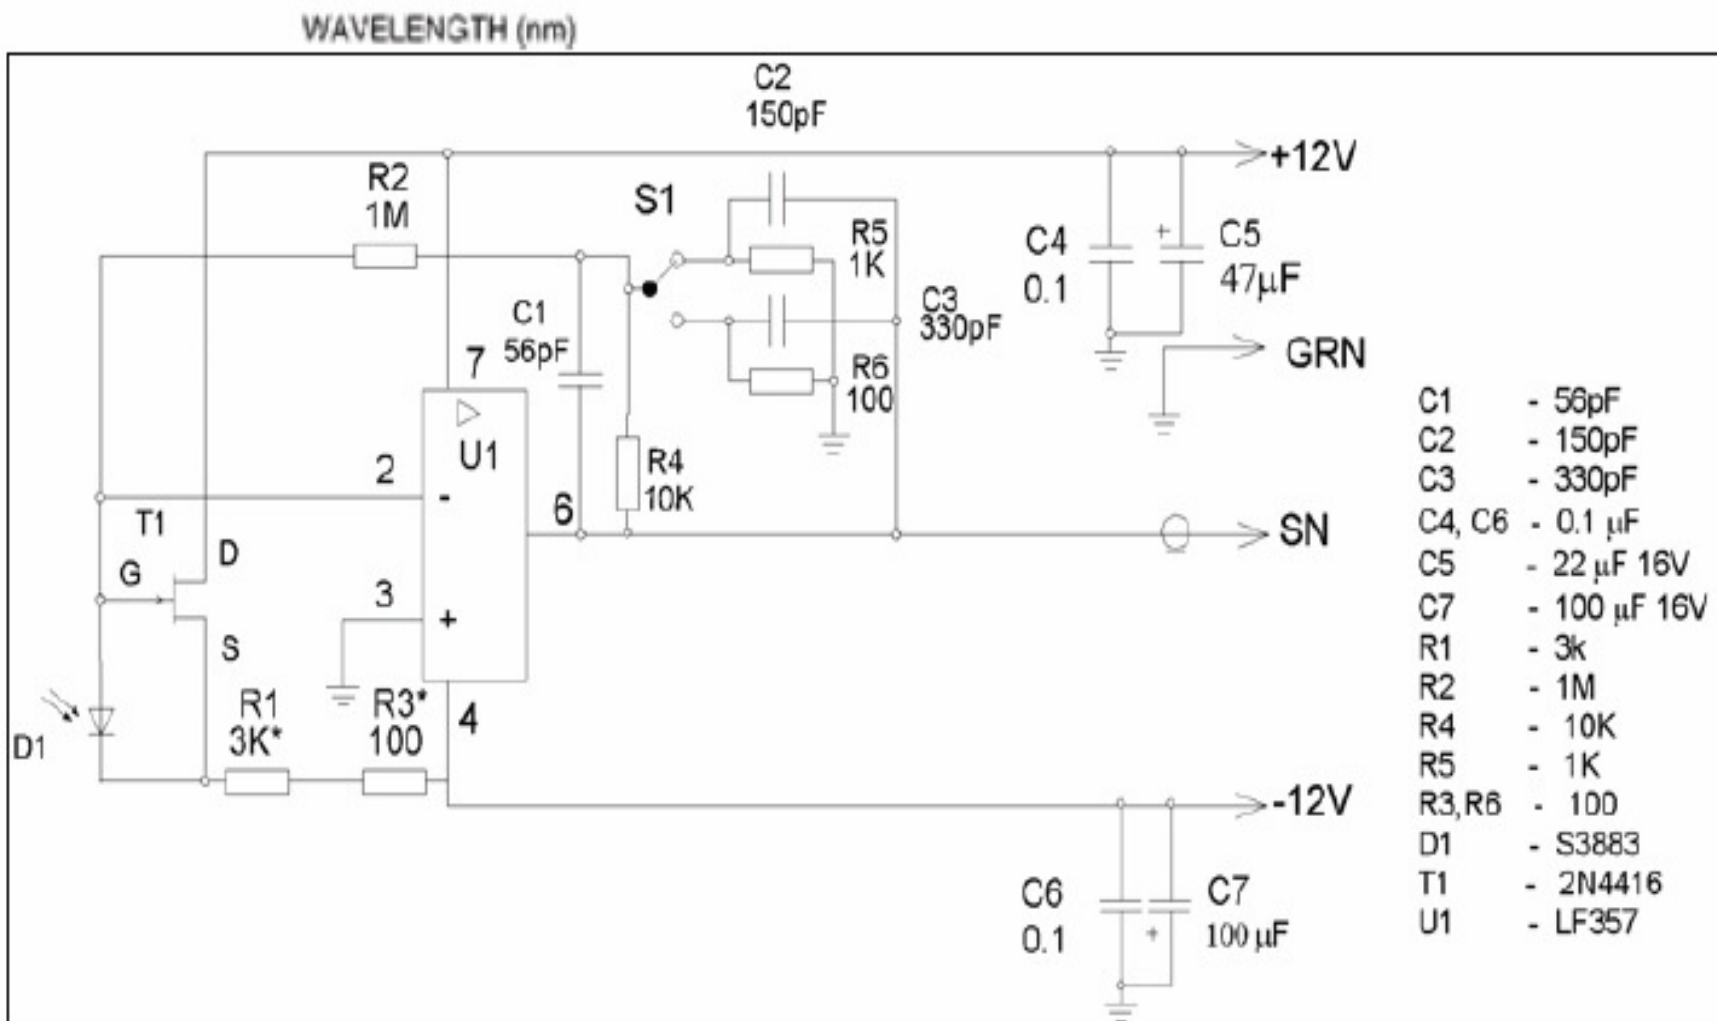 WAVELENGTH (nm)
C2
150pF
+12V
R2
1M
S1
R5
1K
C4
0.1
+
C5
47μF
C1
56pF
C3
330pF
GRN
7
R6
100
U1
2
-
R4
10K
6
SN
T1
D
G
3
+
S
R1
3K*
R3*
100
4
D1
-12V
C6
0.1
+
C7
100 μF
C1 - 56pF
C2 - 150pF
C3 - 330pF
C4, C6 - 0.1 μF
C5 - 22 μF 16V
C7 - 100 μF 16V
R1 - 3k
R2 - 1M
R4 - 10K
R5 - 1K
R3,R6 - 100
D1 - S3883
T1 - 2N4416
U1 - LF357